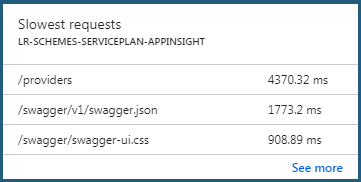 Slowest requests
LR-SCHEMES-SERVICEPLAN-APPINSIGHT
/providers 4370.32 ms
/swagger/v1/swagger.json 1773.2 ms
/swagger/swagger-ui.css 908.89 ms
See more